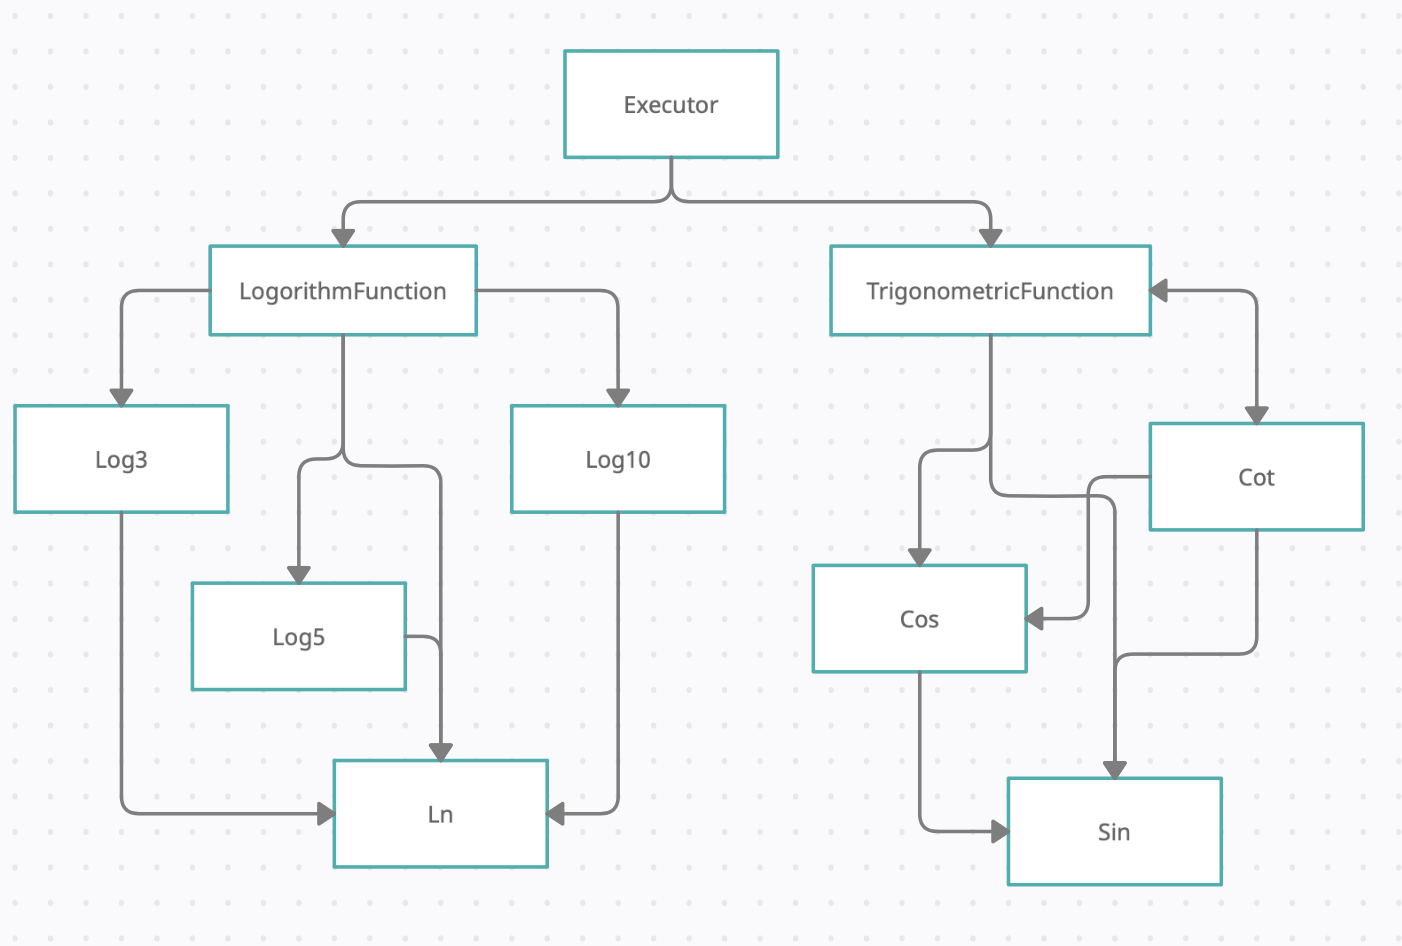 Executor
LogorithmFunction
TrigonometricFunction
Log3
Log10
Cot
Cos
Log5
Ln
Sin